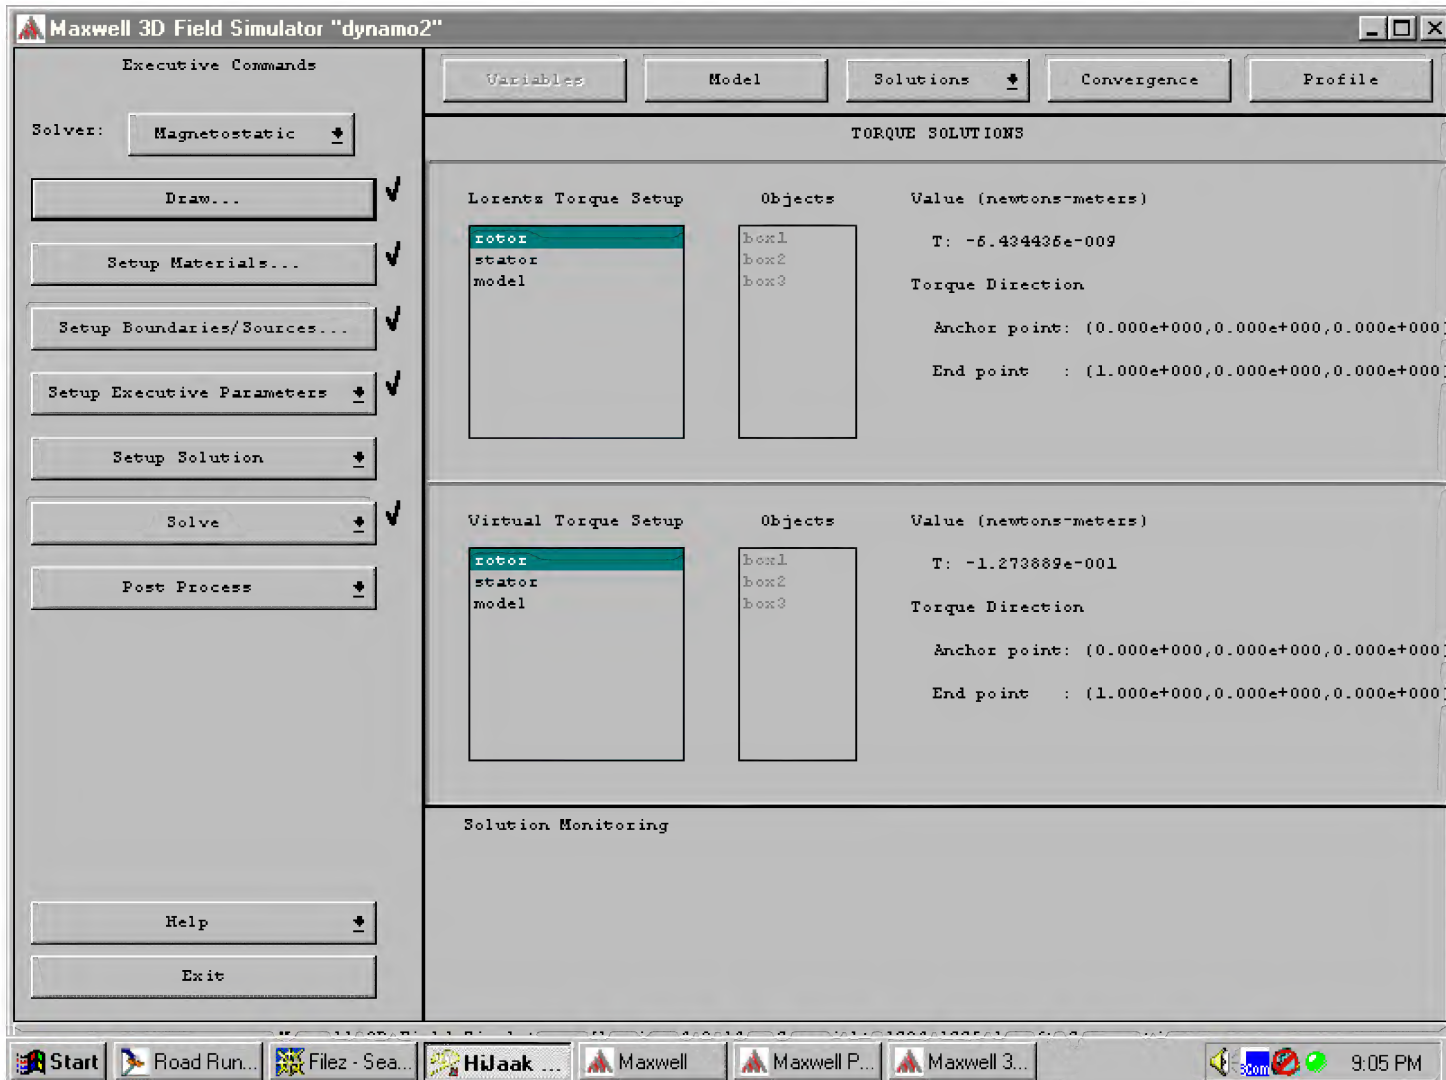 Maxwell 3D Field Simulator "dynamo2"
Executive Commands
Solver: Magnetostatic
Draw...
Setup Materials...
Setup Boundaries/Sources...
Setup Executive Parameters
Setup Solution
Solve
Post Process
Help
Exit
Variables Model Solutions Convergence Profile
TORQUE SOLUTIONS
Lorentz Torque Setup Objects Value (newtons-meters)
rotor box1 T: -6.434436e-009
stator box2
model box3 Torque Direction
Anchor point: (0.000e+000,0.000e+000,0.000e+000)
End point : (1.000e+000,0.000e+000,0.000e+000)
Virtual Torque Setup Objects Value (newtons-meters)
rotor box1 T: -1.273889e-001
stator box2
model box3 Torque Direction
Anchor point: (0.000e+000,0.000e+000,0.000e+000)
End point : (1.000e+000,0.000e+000,0.000e+000)
Solution Monitoring
Start Road Run... Filez - Sea... HiJaak ... Maxwell Maxwell P... Maxwell 3... 3Com 9:05 PM